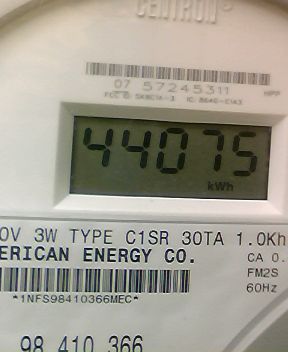 CENTRON®
07 57245311
HPP
44075
kWh
0V 3W TYPE C1SR 30TA 1.0Kh
ERICAN ENERGY CO.
CA 0.
FM2S
*1NFS98410366MEC*
60Hz
98 410 366